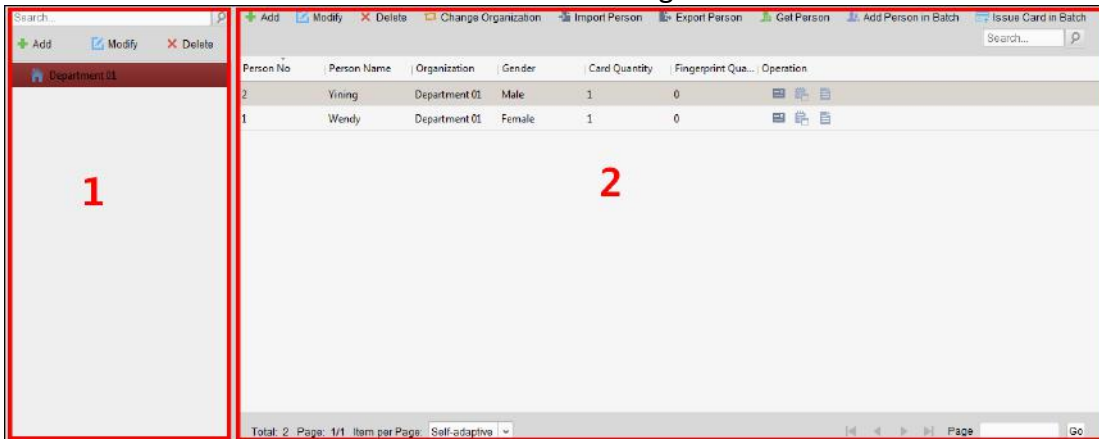 Search...
Add Modify Delete
Department 01
1
Add Modify Delete Change Organization Import Person Export Person Get Person Add Person in Batch Issue Card in Batch
Search...
Person No Person Name Organization Gender Card Quantity Fingerprint Qua... Operation
2 Yining Department 01 Male 1 0
1 Wendy Department 01 Female 1 0
2
Total: 2 Page: 1/1 Item per Page: Self-adaptive Page Go